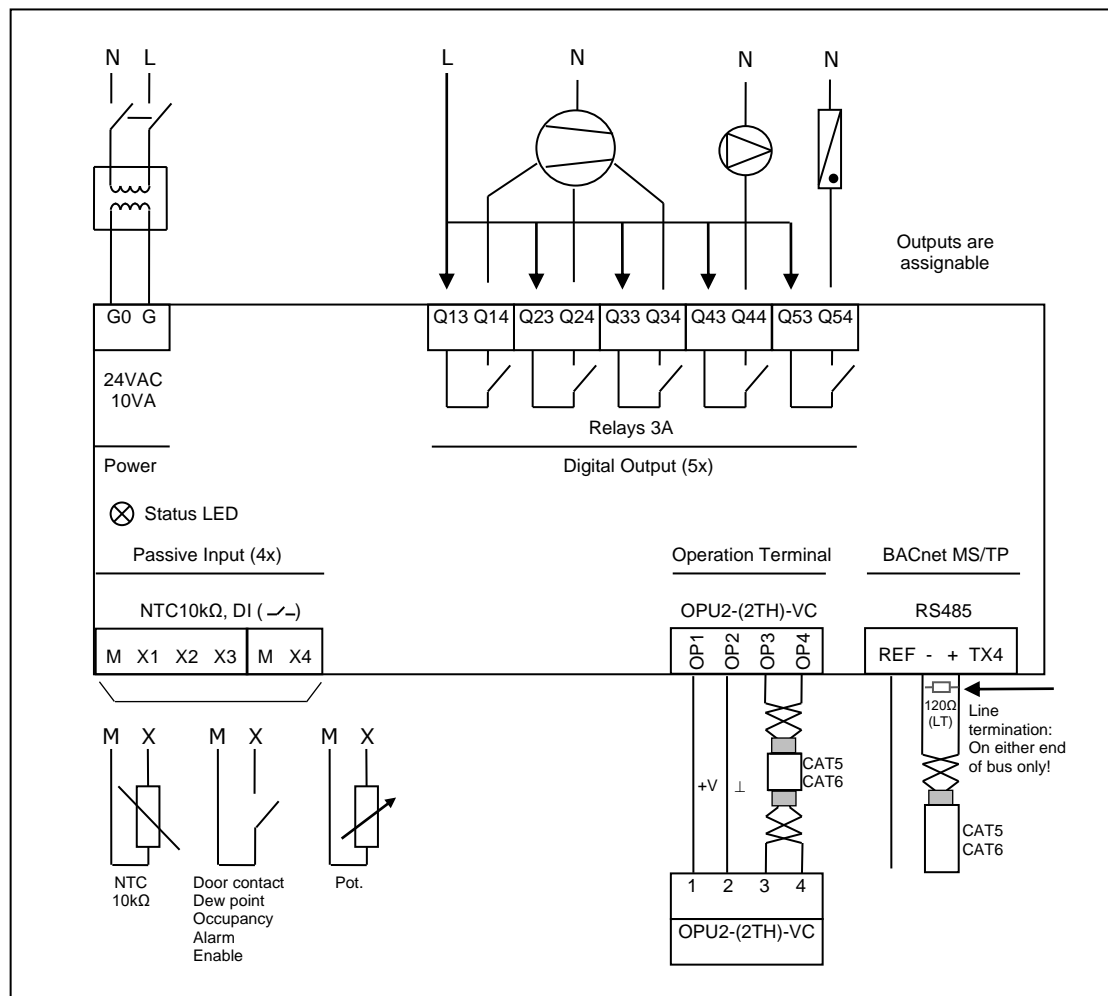 N L
L
N
N
N
Outputs are
assignable
G0 G
Q13 Q14 Q23 Q24 Q33 Q34 Q43 Q44 Q53 Q54
24VAC
10VA
Relays 3A
Power
Digital Output (5x)
Status LED
Passive Input (4x)
Operation Terminal
BACnet MS/TP
NTC10kΩ, DI ( )
OPU2-(2TH)-VC
RS485
M X1 X2 X3 M X4
OP1 OP2 OP3 OP4
REF - + TX4
120Ω
(LT)
Line
termination:
On either end
of bus only!
M X
M X
M X
CAT5
CAT6
+V ⊥
CAT5
CAT6
NTC
10kΩ
Door contact
Dew point
Occupancy
Alarm
Enable
Pot.
1 2 3 4
OPU2-(2TH)-VC